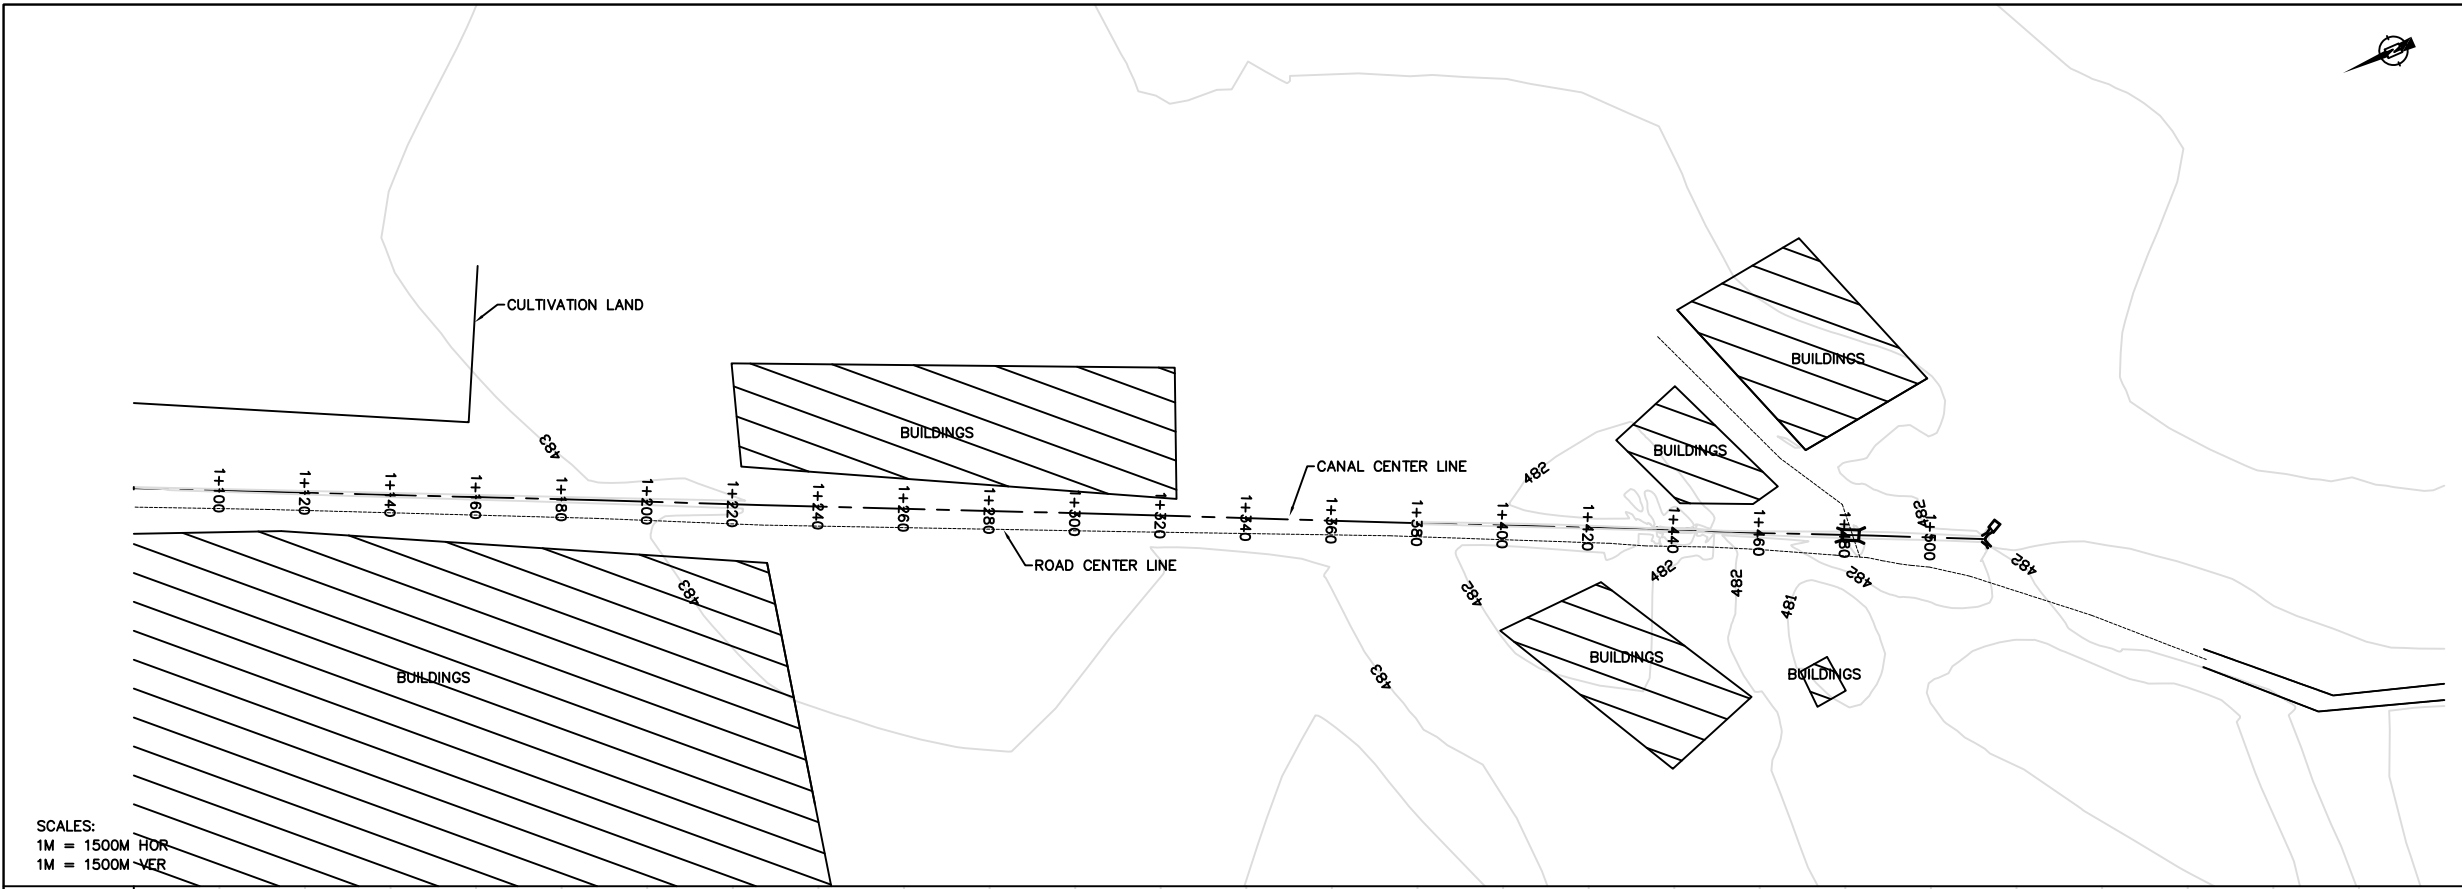 CULTIVATION LAND
BUILDINGS
483
BUILDINGS
BUILDINGS
482
CANAL CENTER LINE
1+100
1+120
1+140
1+160
1+180
1+200
1+220
1+240
1+260
1+280
1+300
1+320
1+340
1+360
1+380
1+400
1+420
1+440
1+460
1+480
1+500
482
ROAD CENTER LINE
483
482
482
482
481
482
482
BUILDINGS
483
BUILDINGS
BUILDINGS
SCALES:
1M = 1500M HOR
1M = 1500M VER